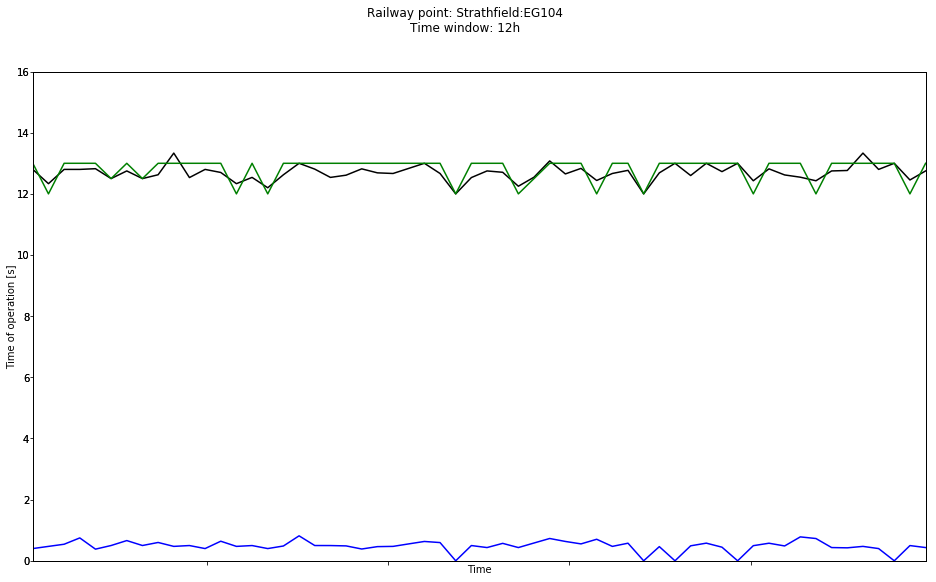 Railway point: Strathfield:EG104
Time window: 12h
16
14
12
10
8
6
4
2
0
Time of operation [s]
Time